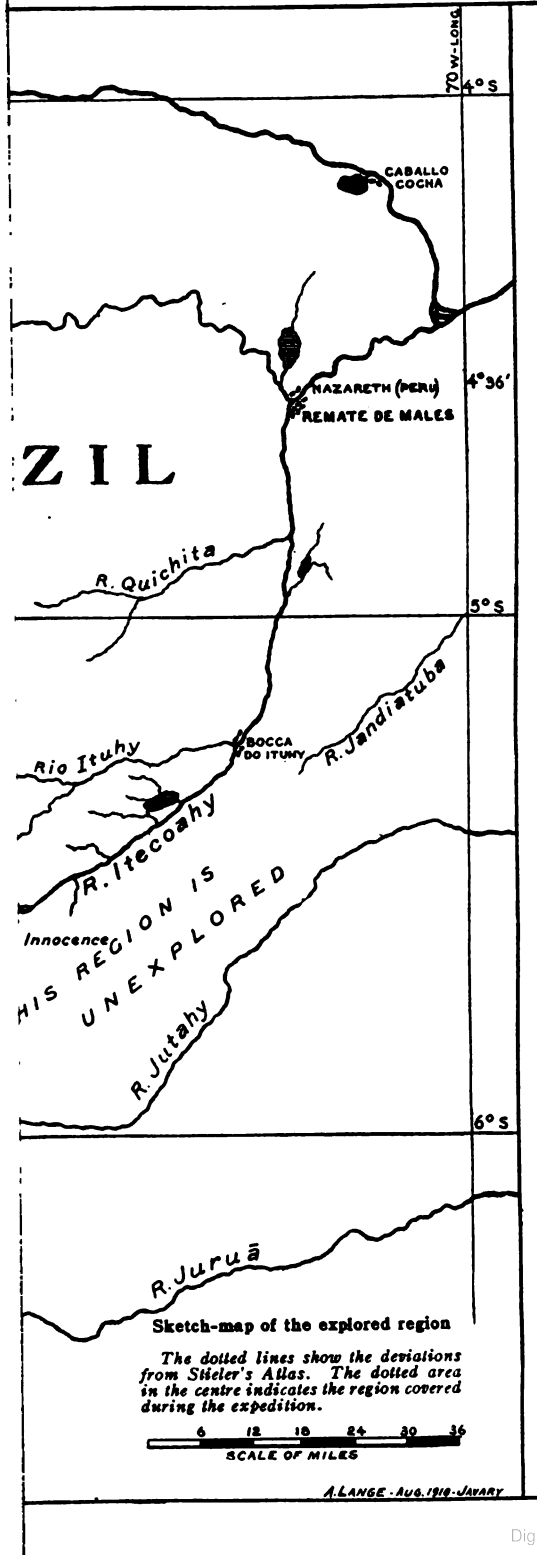 70 W-LONG
4° S
CABALLO
COCHA
4° 36'
NAZARETH (PERU)
REMATE DE MALES
ZIL
R. Quichita
5° S
R. Jandiatuba
Rio Ituhy
BOCCA
DO ITUHY
R. Itecoahy
HIS REGION IS
UNEXPLORED
Innocence
R. Jutahy
6° S
R. Juruā
Sketch-map of the explored region
The dotted lines show the deviations
from Stieler's Atlas. The dotted area
in the centre indicates the region covered
during the expedition.
6 12 18 24 30 36
SCALE OF MILES
A. LANGE - AUG. 1910 - JAVARY
Dig